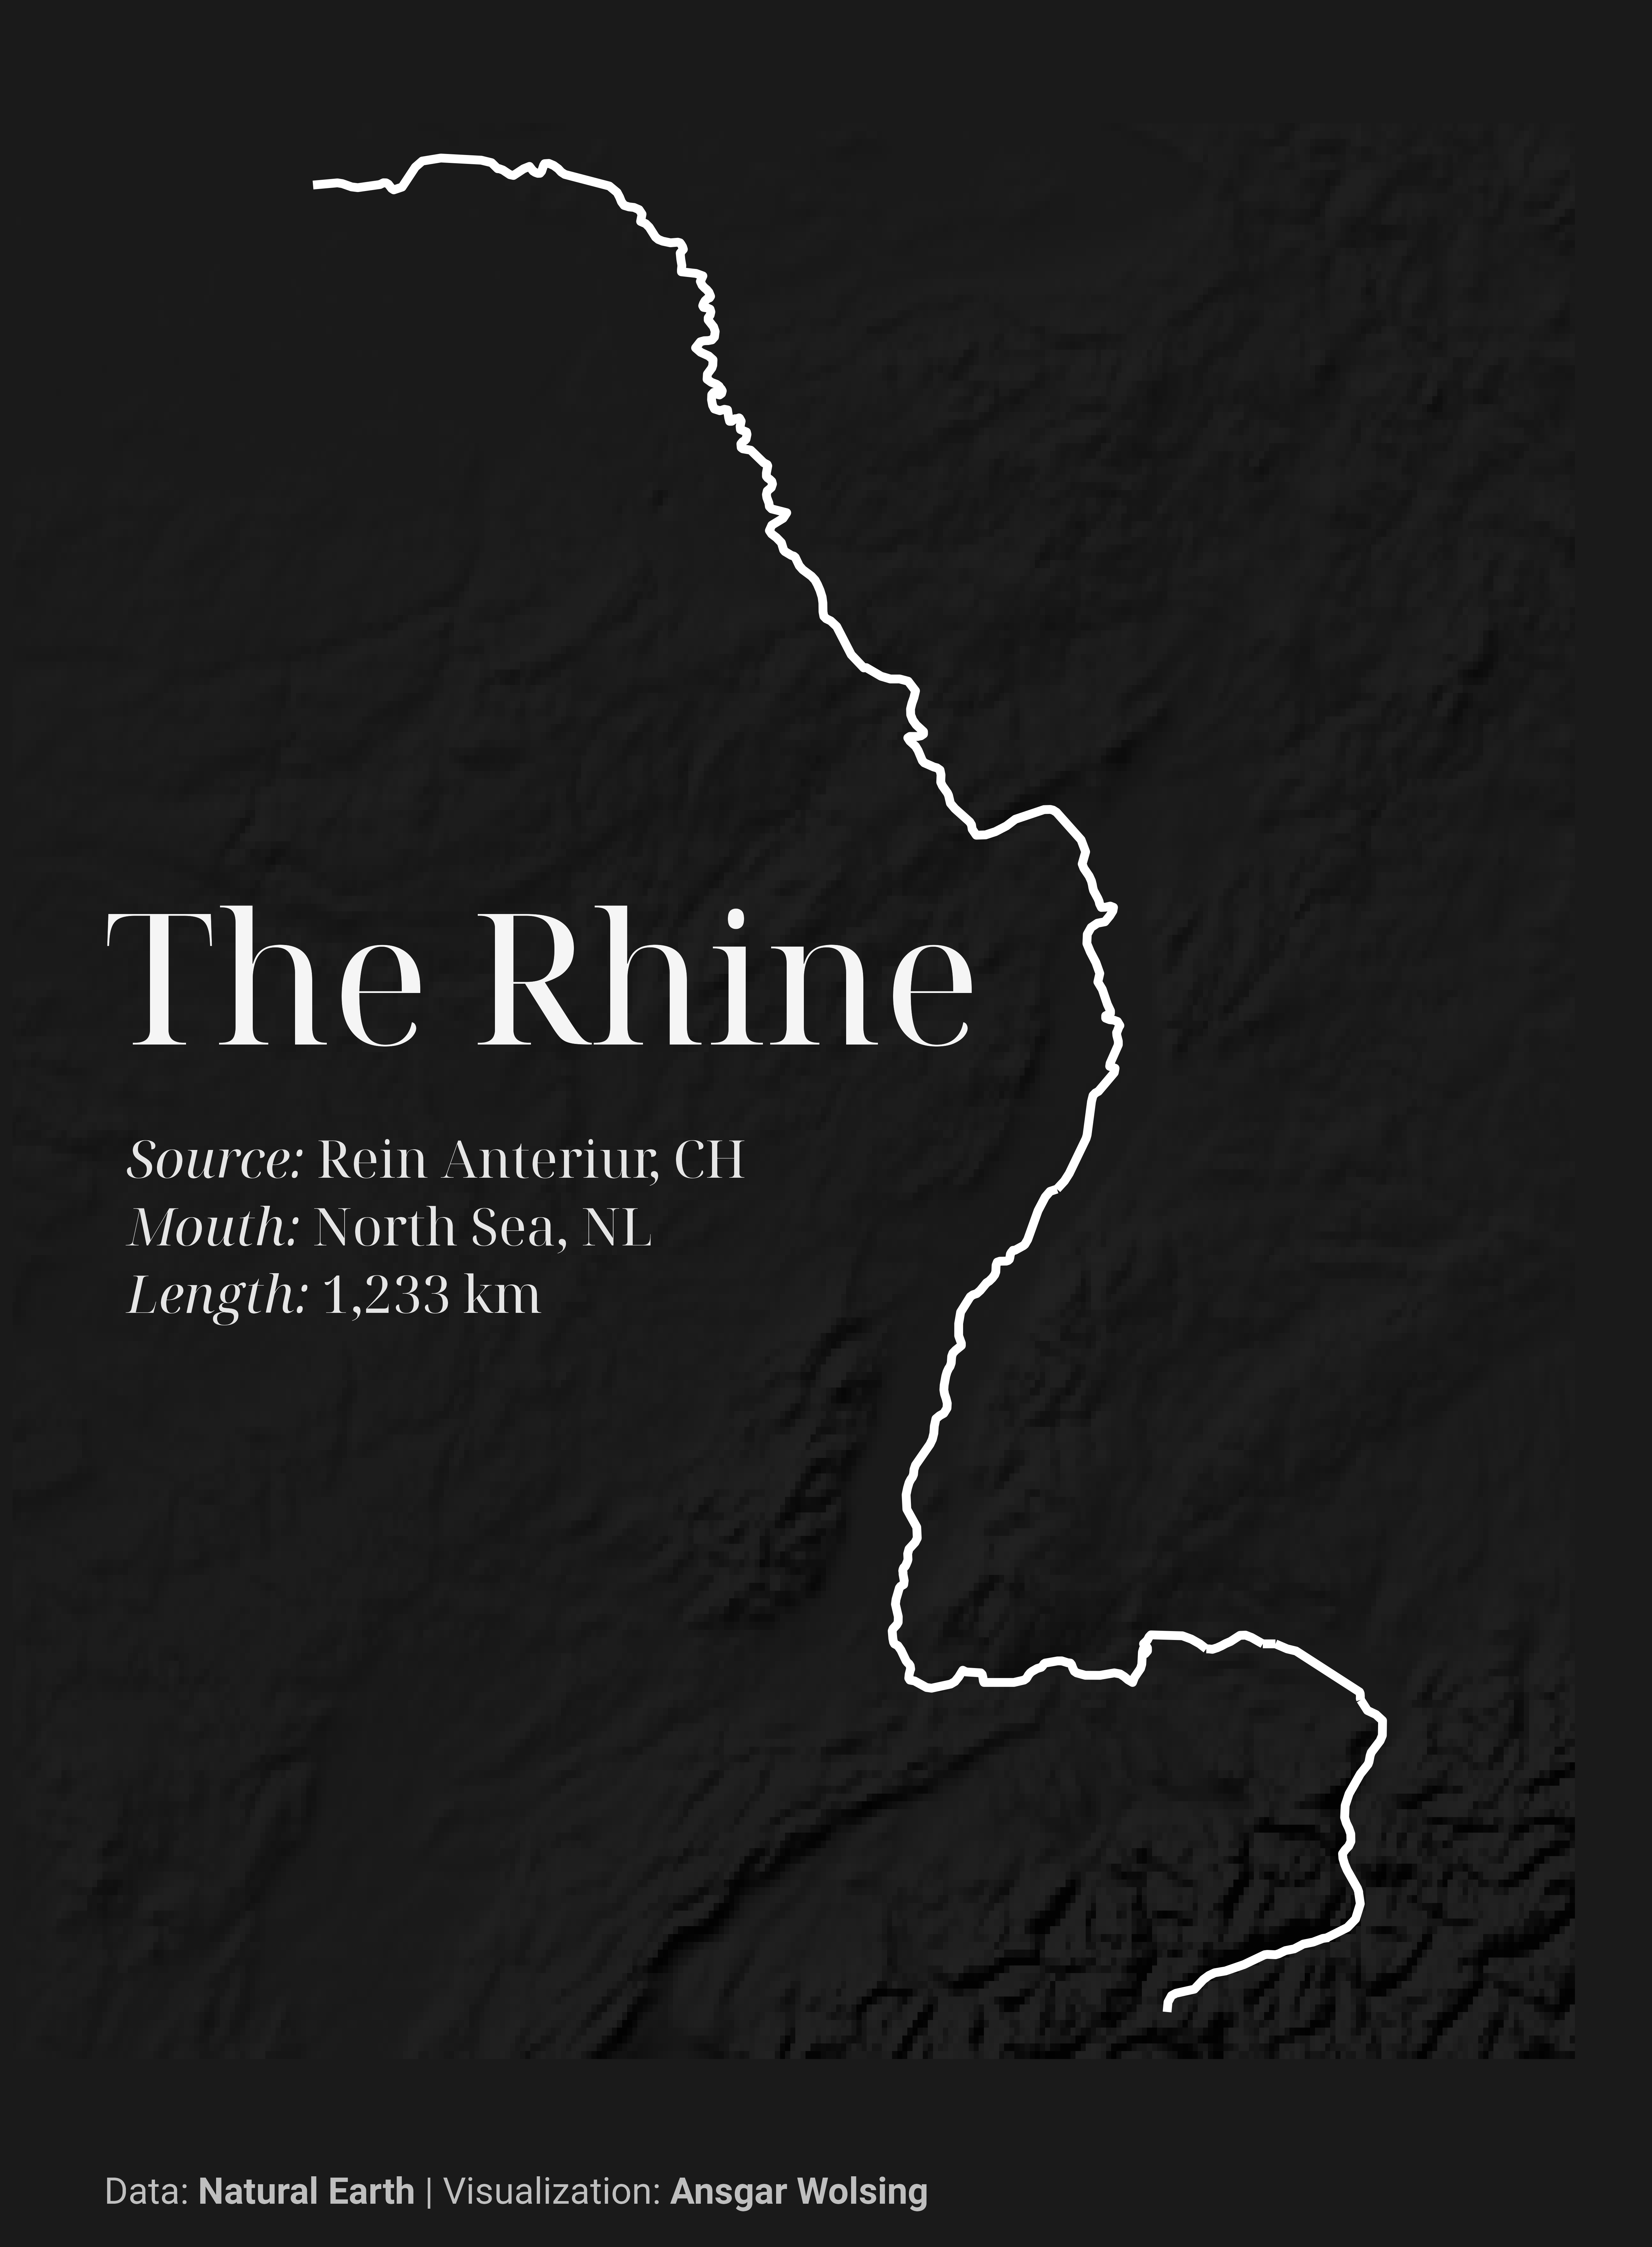 The Rhine
Source: Rein Anteriur, CH
Mouth: North Sea, NL
Length: 1,233 km
Data: Natural Earth | Visualization: Ansgar Wolsing